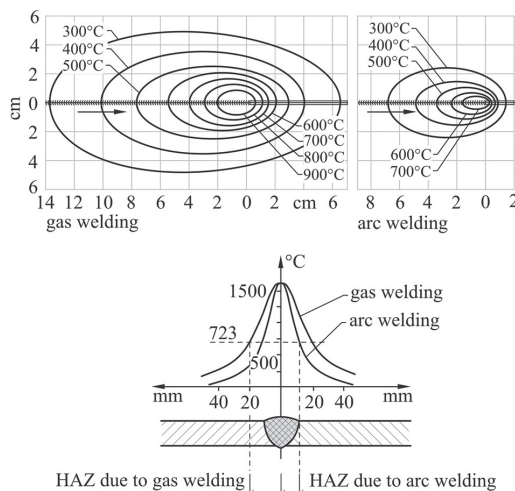 6
4
2
0
2
4
6
cm
300°C
400°C
500°C
600°C
700°C
800°C
900°C
14 12 10 8 6 4 2 0 2 cm 6
gas welding
300°C
400°C
500°C
600°C
700°C
8 6 4 2 0 2
arc welding
°C
1500
723
500
gas welding
arc welding
mm 40 20 20 40 mm
HAZ due to gas welding HAZ due to arc welding